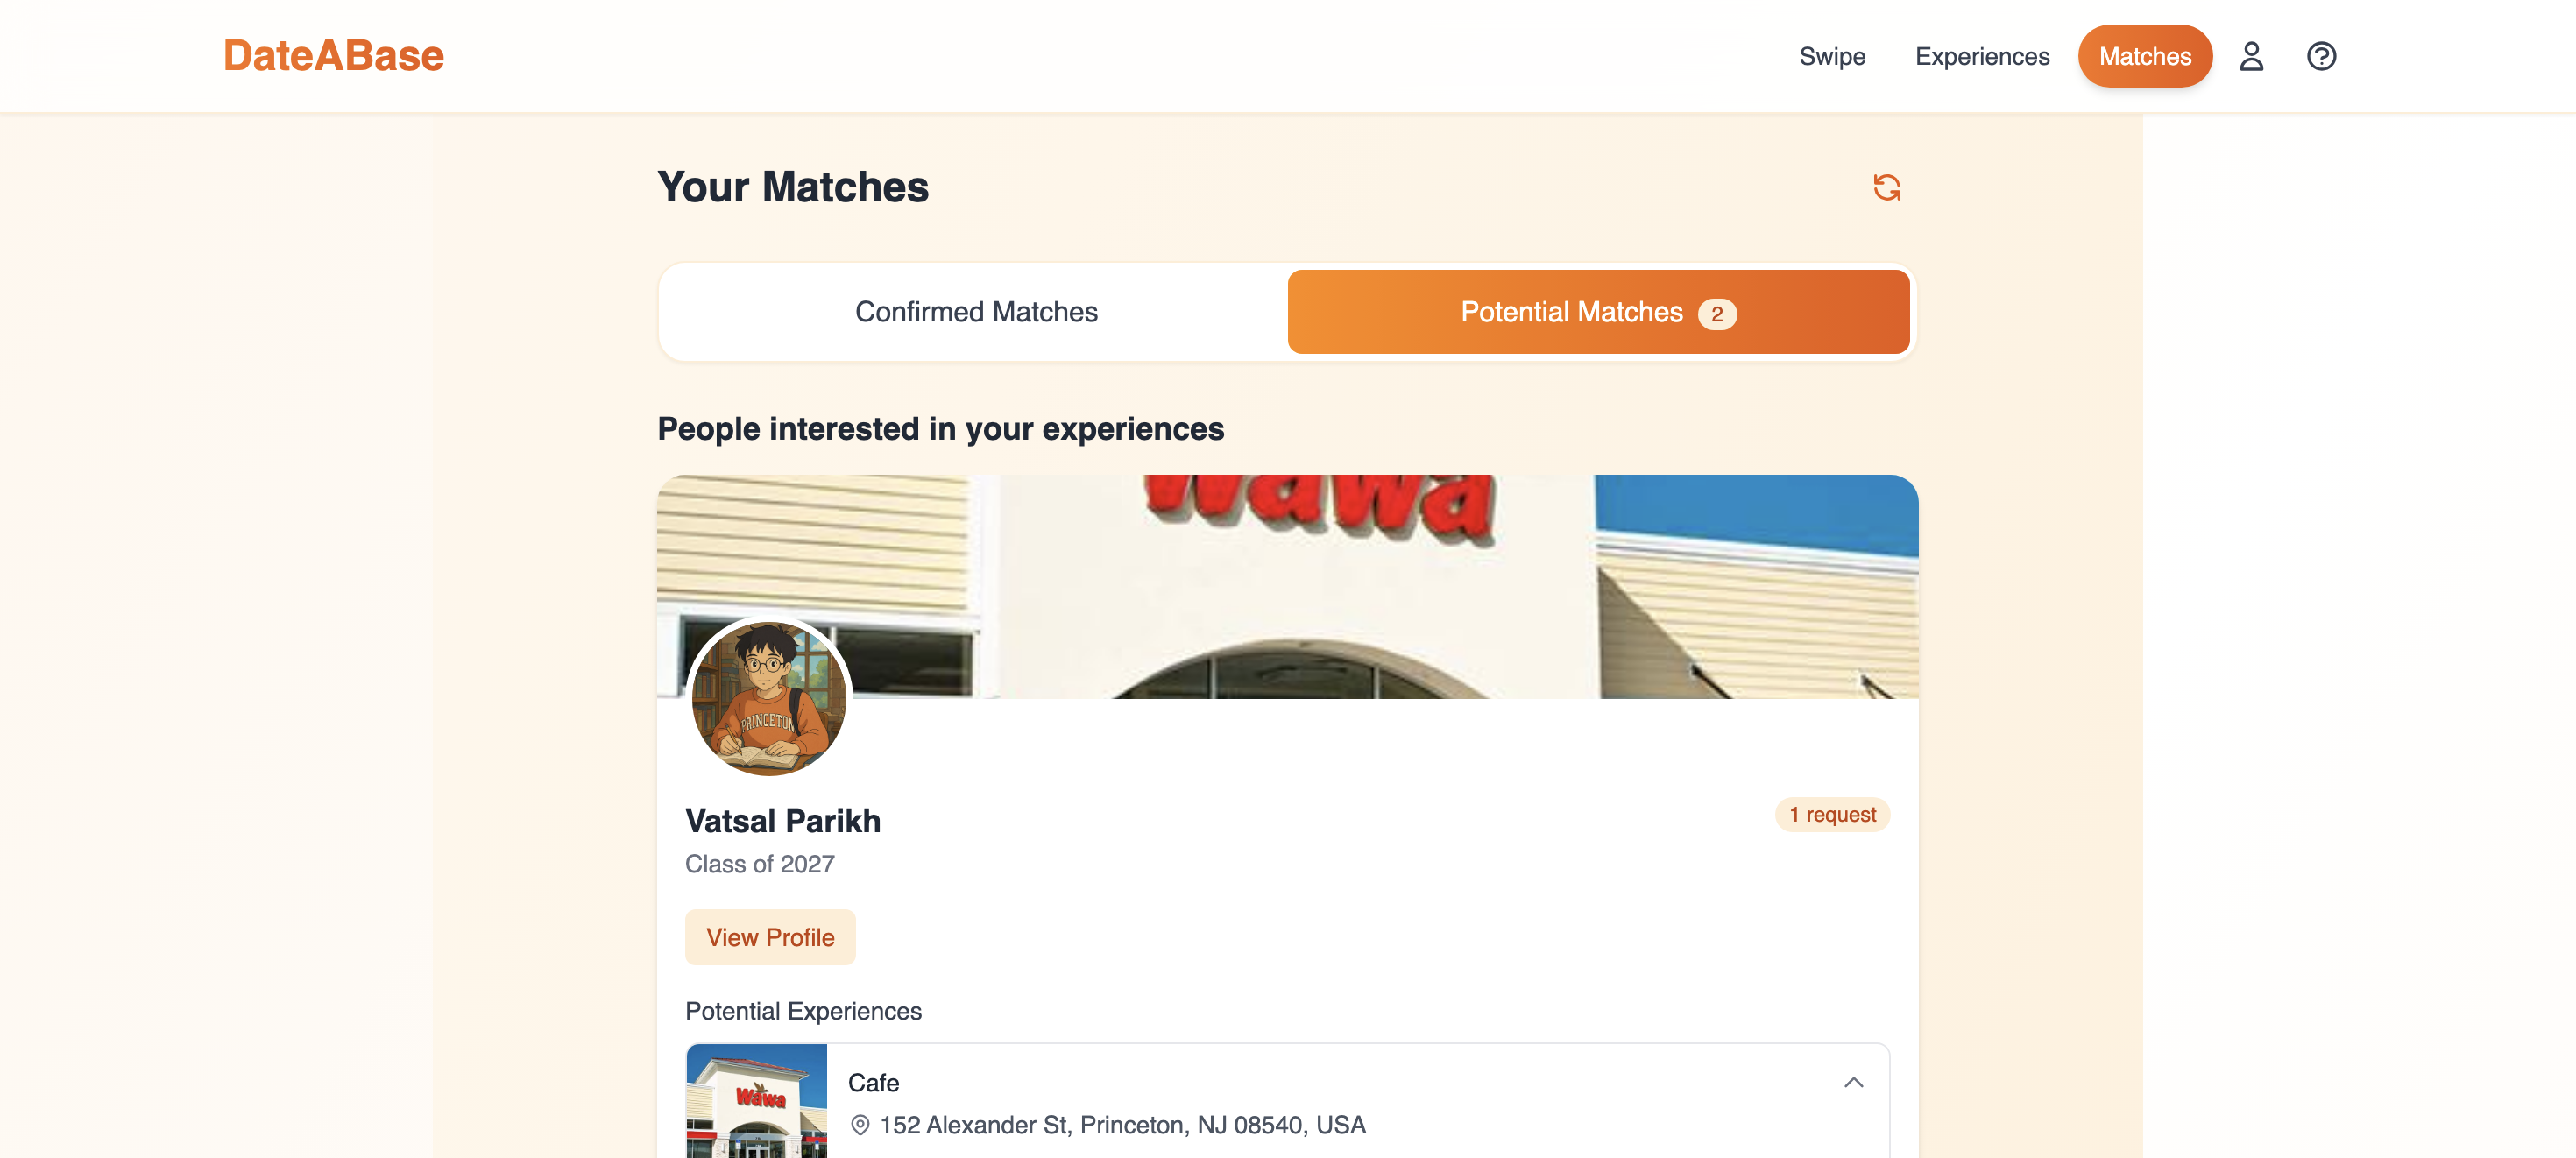 DateABase
Swipe
Experiences
Matches
Your Matches
Confirmed Matches
Potential Matches 2
People interested in your experiences
Wawa
PRINCETON
Vatsal Parikh
1 request
Class of 2027
View Profile
Potential Experiences
Wawa
Cafe
152 Alexander St, Princeton, NJ 08540, USA